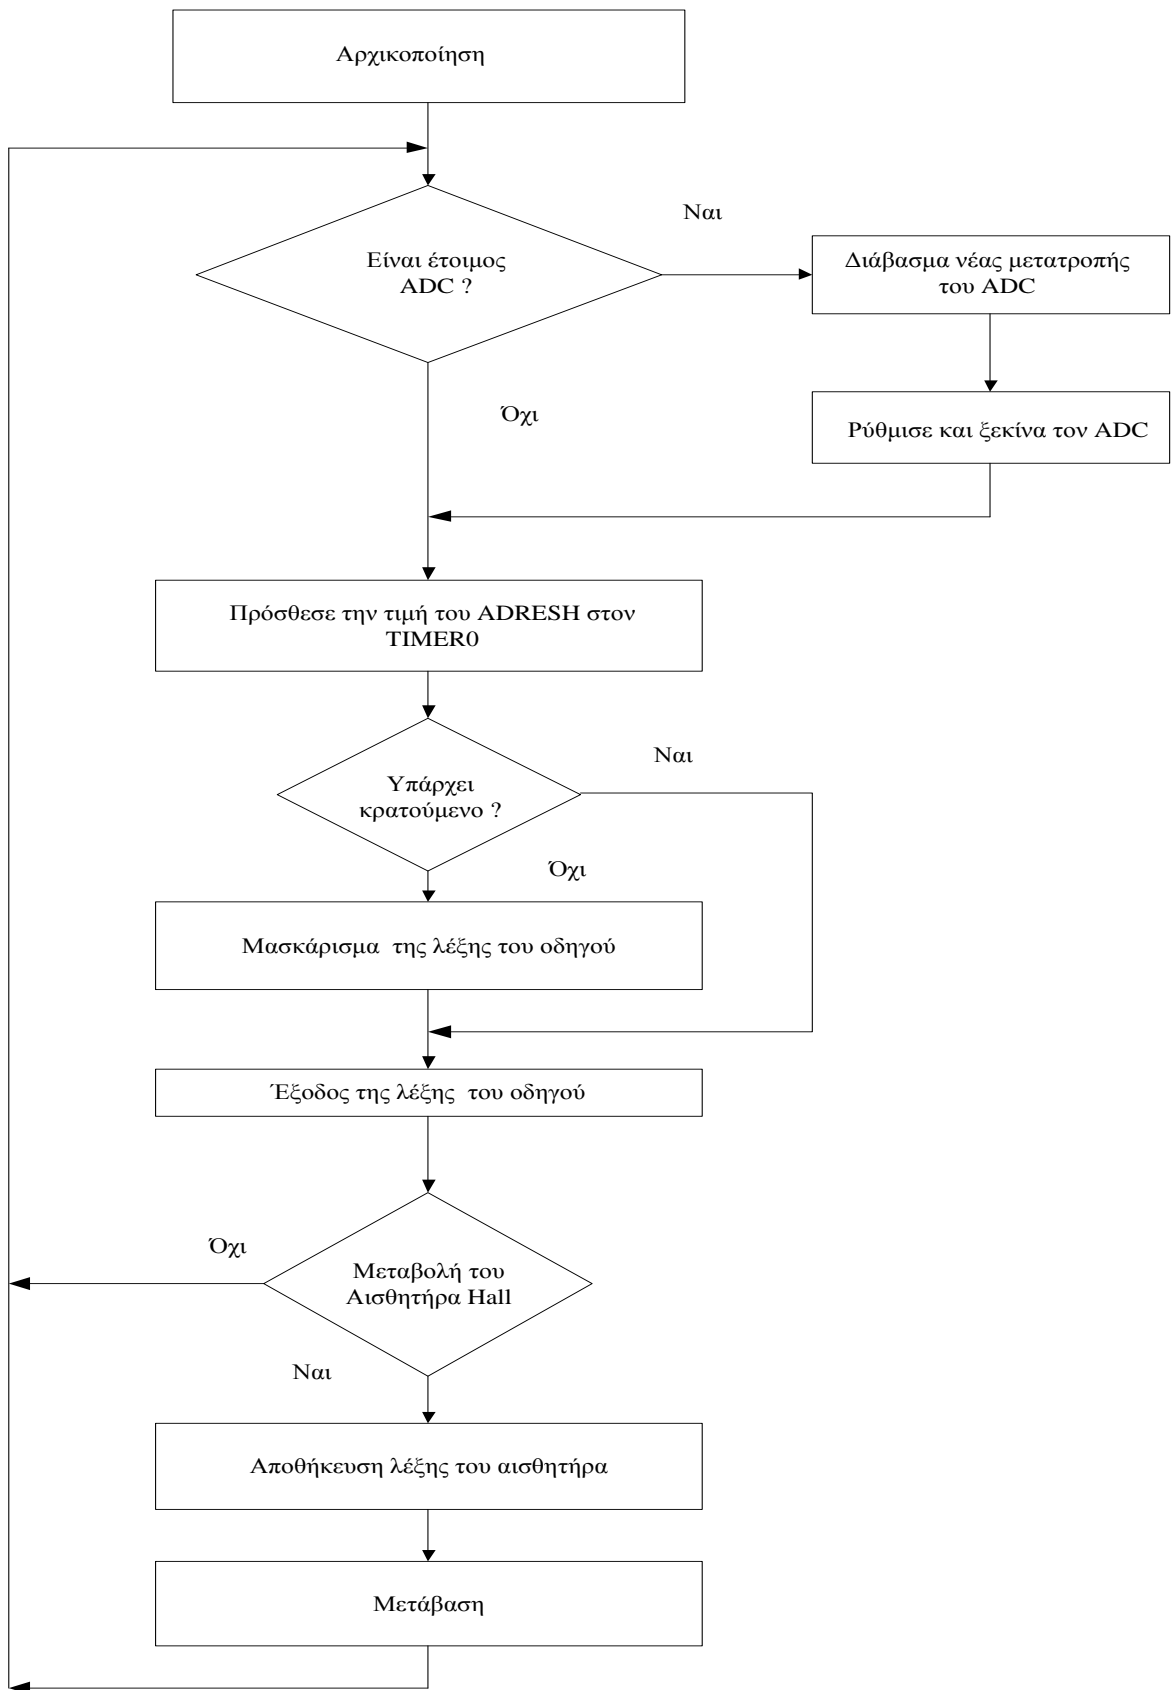 Αρχικοποίηση
Ναι
Είναι έτοιμος
ADC ?
Διάβασμα νέας μετατροπής
του ADC
Όχι
Ρύθμισε και ξεκίνα τον ADC
Πρόσθεσε την τιμή του ADRESH στον
TIMER0
Ναι
Υπάρχει
κρατούμενο ?
Όχι
Μασκάρισμα της λέξης του οδηγού
Έξοδος της λέξης του οδηγού
Όχι
Μεταβολή του
Αισθητήρα Hall
Ναι
Αποθήκευση λέξης του αισθητήρα
Μετάβαση